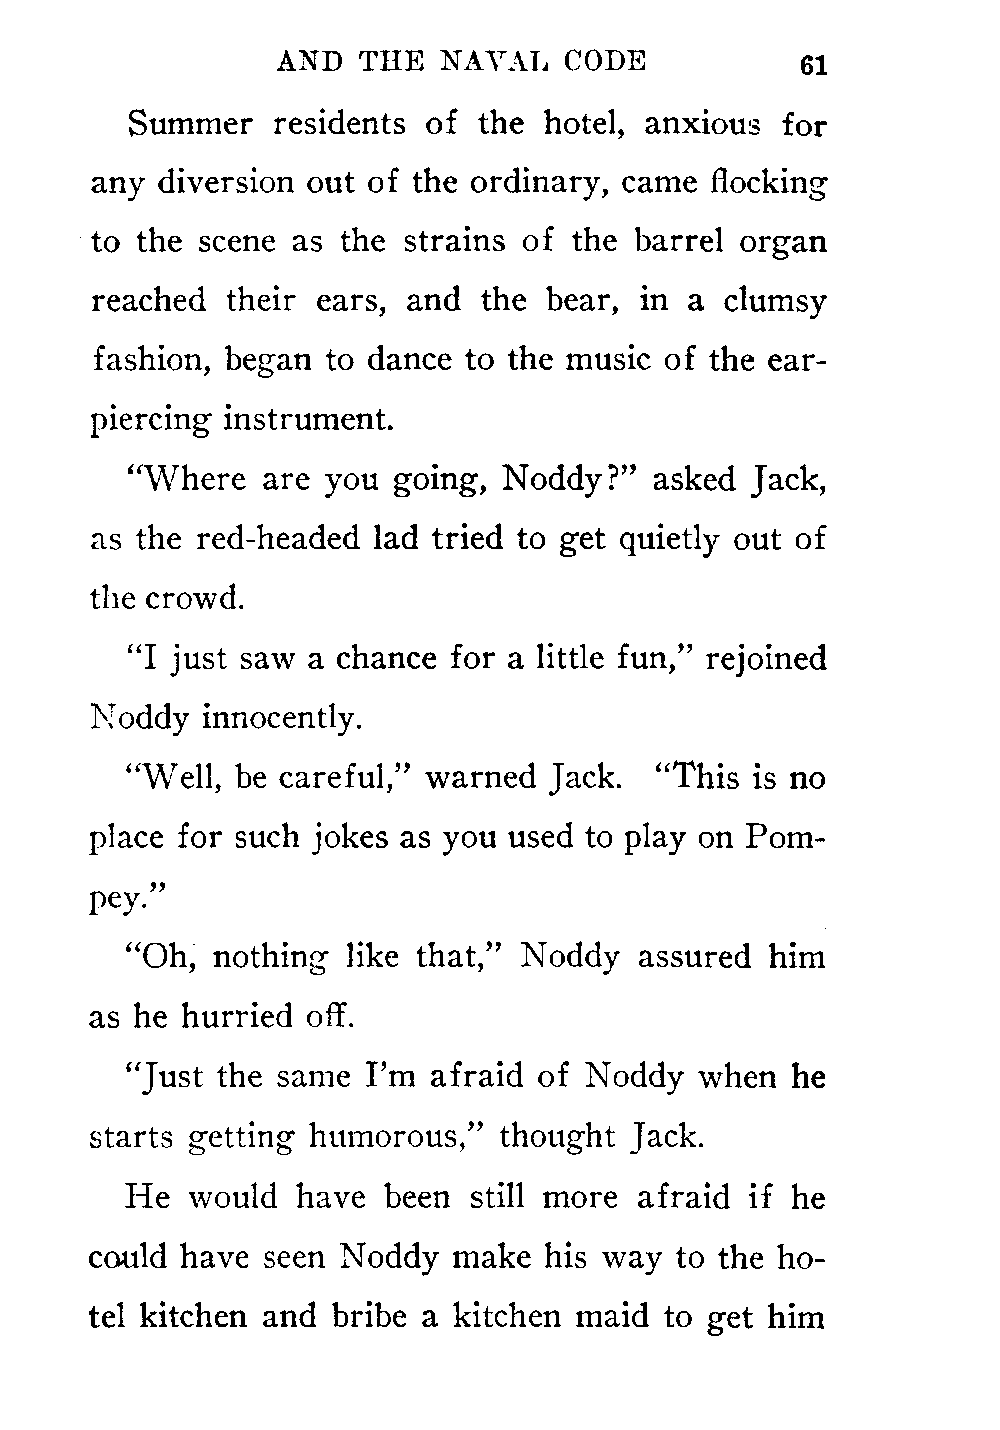 AND THE NAVAL CODE 61
Summer residents of the hotel, anxious for
any diversion out of the ordinary, came flocking
to the scene as the strains of the barrel organ
reached their ears, and the bear, in a clumsy
fashion, began to dance to the music of the ear-
piercing instrument.
“Where are you going, Noddy?” asked Jack,
as the red-headed lad tried to get quietly out of
the crowd.
“I just saw a chance for a little fun,” rejoined
Noddy innocently.
“Well, be careful,” warned Jack. “This is no
place for such jokes as you used to play on Pom-
pey.”
“Oh, nothing like that,” Noddy assured him
as he hurried off.
“Just the same I’m afraid of Noddy when he
starts getting humorous,” thought Jack.
He would have been still more afraid if he
could have seen Noddy make his way to the ho-
tel kitchen and bribe a kitchen maid to get him